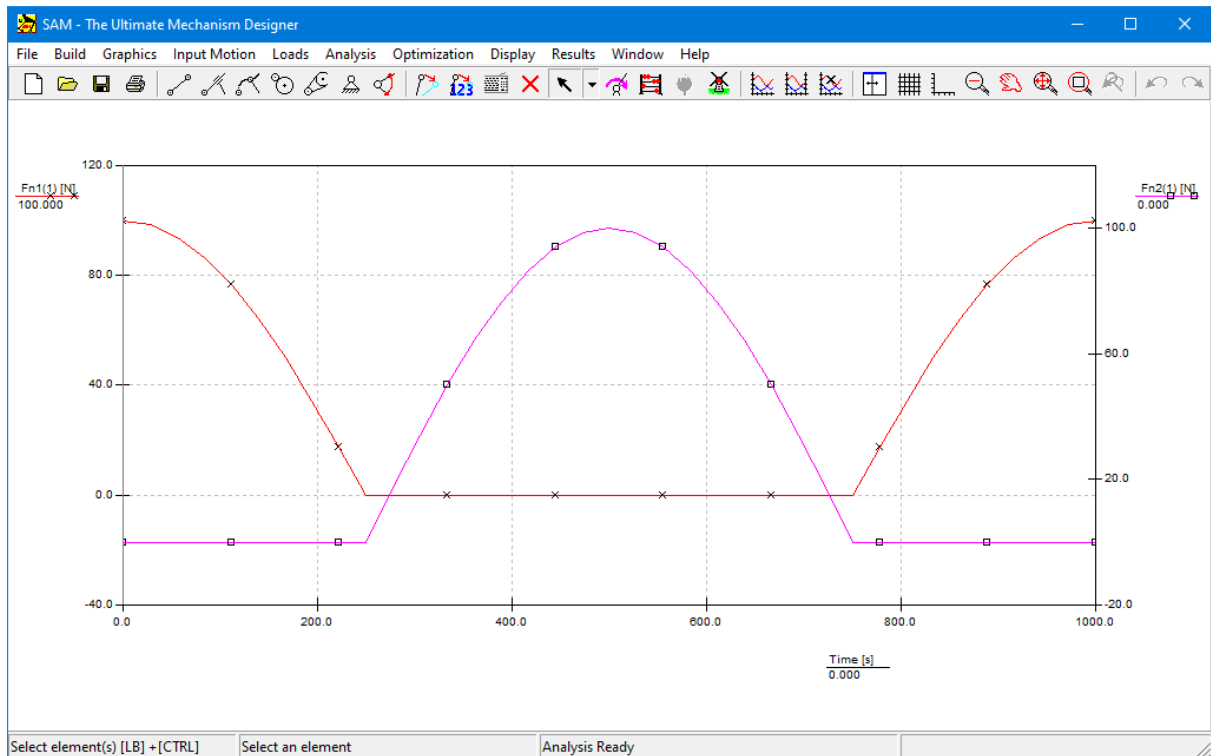 SAM - The Ultimate Mechanism Designer
File Build Graphics Input Motion Loads Analysis Optimization Display Results Window Help
123
120.0
Fn1(1) [N]
100.000
Fn2(1) [N]
0.000
100.0
80.0
60.0
40.0
20.0
0.0
-40.0
-20.0
0.0 200.0 400.0 600.0 800.0 1000.0
Time [s]
0.000
Select element(s) [LB] +[CTRL] Select an element Analysis Ready